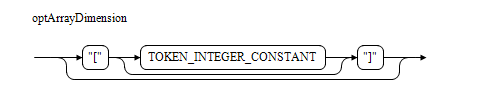 optArrayDimension
"[" TOKEN_INTEGER_CONSTANT "]"